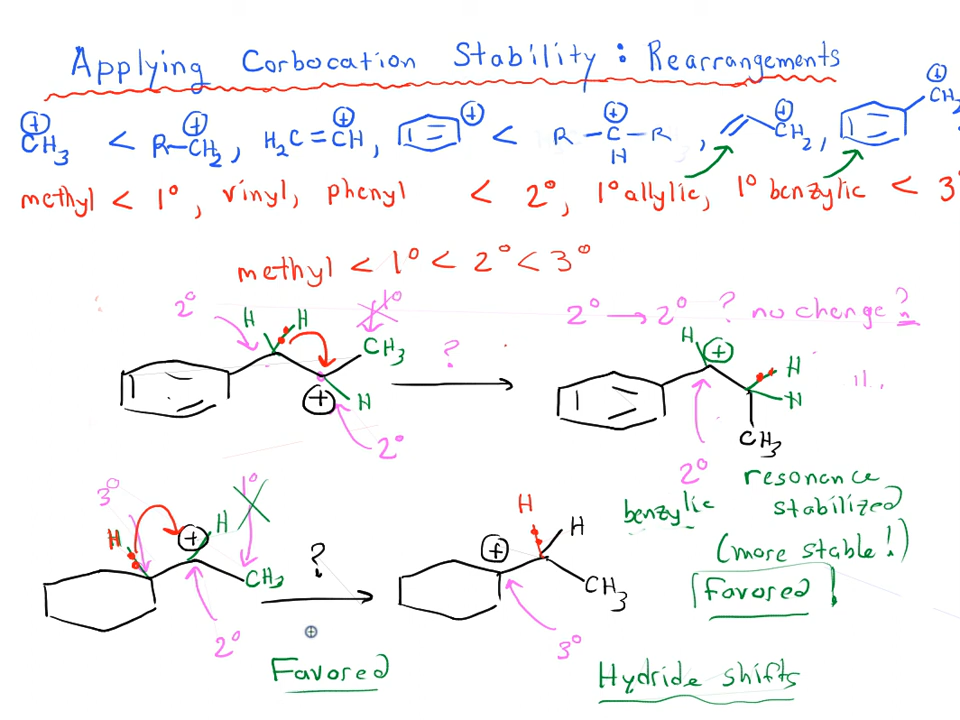 Applying Corbocation Stability : Rearrangements
⊕CH3 < R–⊕CH2, H2C=⊕CH, ⊕ < R–⊕C–R, ⊕CH2, ⊕CH2
H
methyl < 1°, vinyl, phenyl < 2°, 1° allylic, 1° benzylic < 3°
methyl < 1° < 2° < 3°
2° H H 1° CH3 ⊕ H 2°
?
2° → 2° ? no change?
H ⊕ H H CH3
2°
benzylic
resonance
stabilized
(more stable!)
Favored!
3° H ⊕ H 1° CH3 2°
?
Favored
H H ⊕ CH3 3°
Hydride shifts